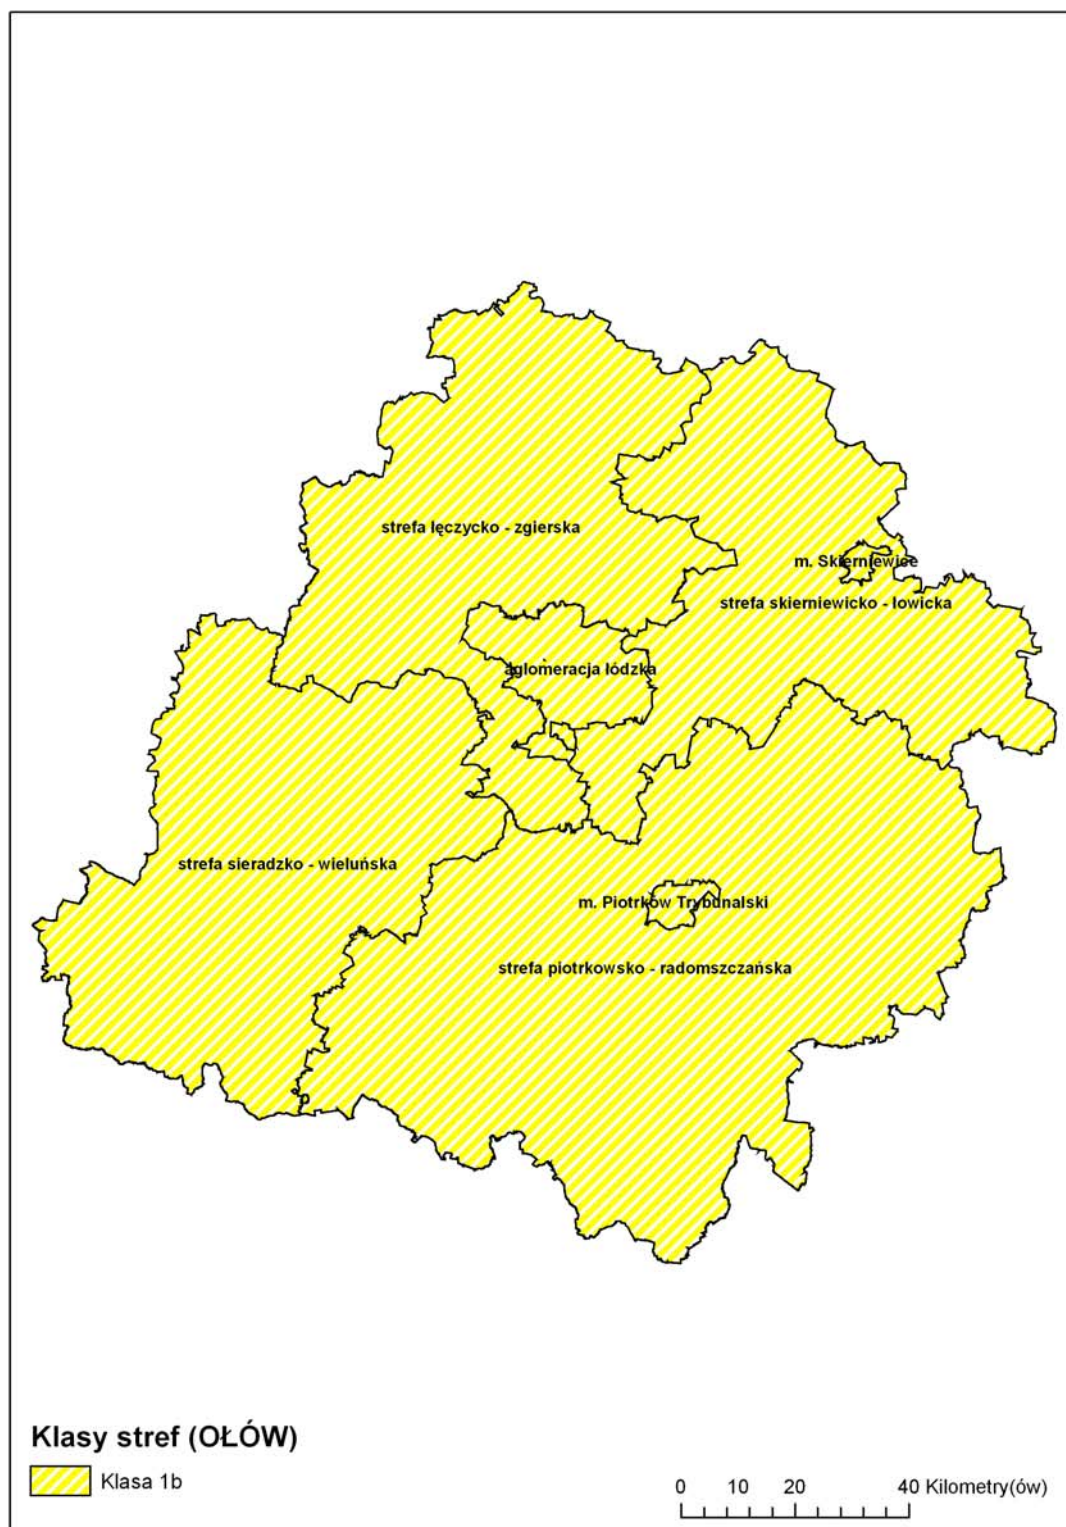 strefa łęczycko - zgierska
m. Skierniewice
strefa skierniewicko - łowicka
aglomeracja łódzka
strefa sieradzko - wieluńska
m. Piotrków Trybunalski
strefa piotrkowsko - radomszczańska
Klasy stref (OŁÓW)
Klasa 1b
0 10 20 40 Kilometry(ów)